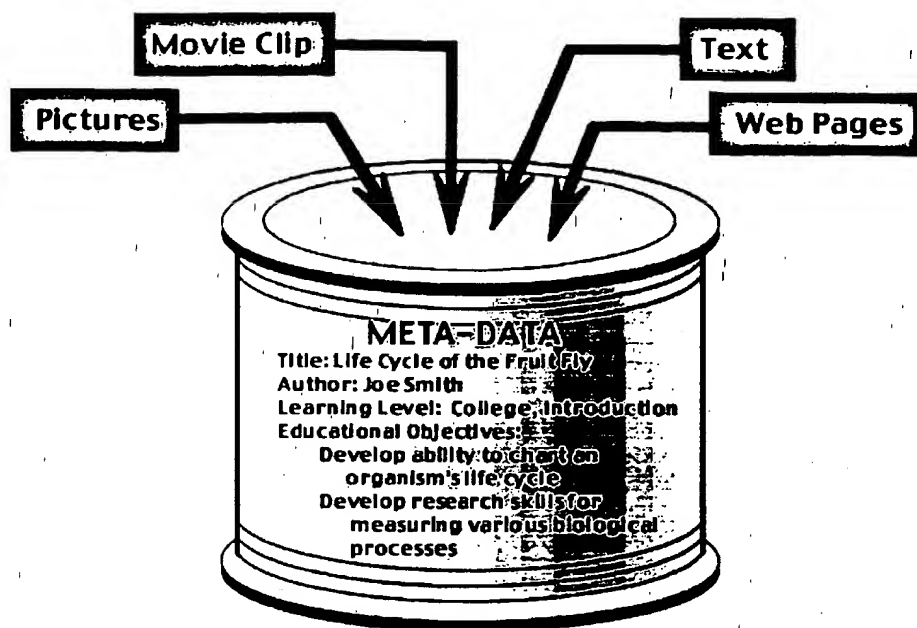 Movie Clip
Text
Pictures
Web Pages
META-DATA
Title: Life Cycle of the Fruit Fly
Author: Joe Smith
Learning Level: College, Introduction
Educational Objectives:
Develop ability to chart an
organism's life cycle
Develop research skills for
measuring various biological
processes